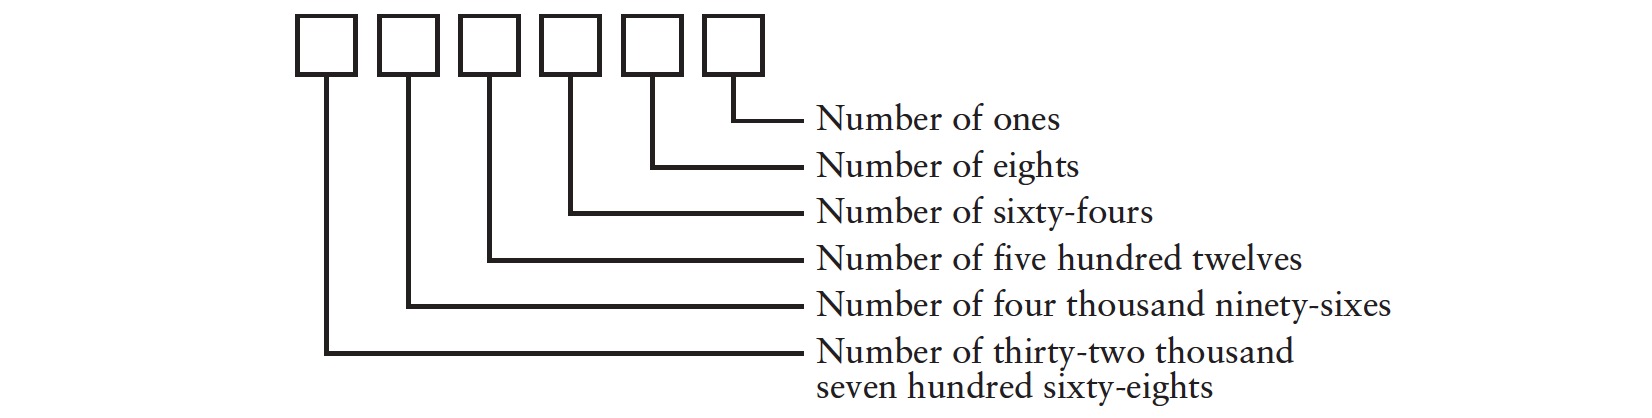 Number of ones
Number of eights
Number of sixty-fours
Number of five hundred twelves
Number of four thousand ninety-sixes
Number of thirty-two thousand
seven hundred sixty-eights